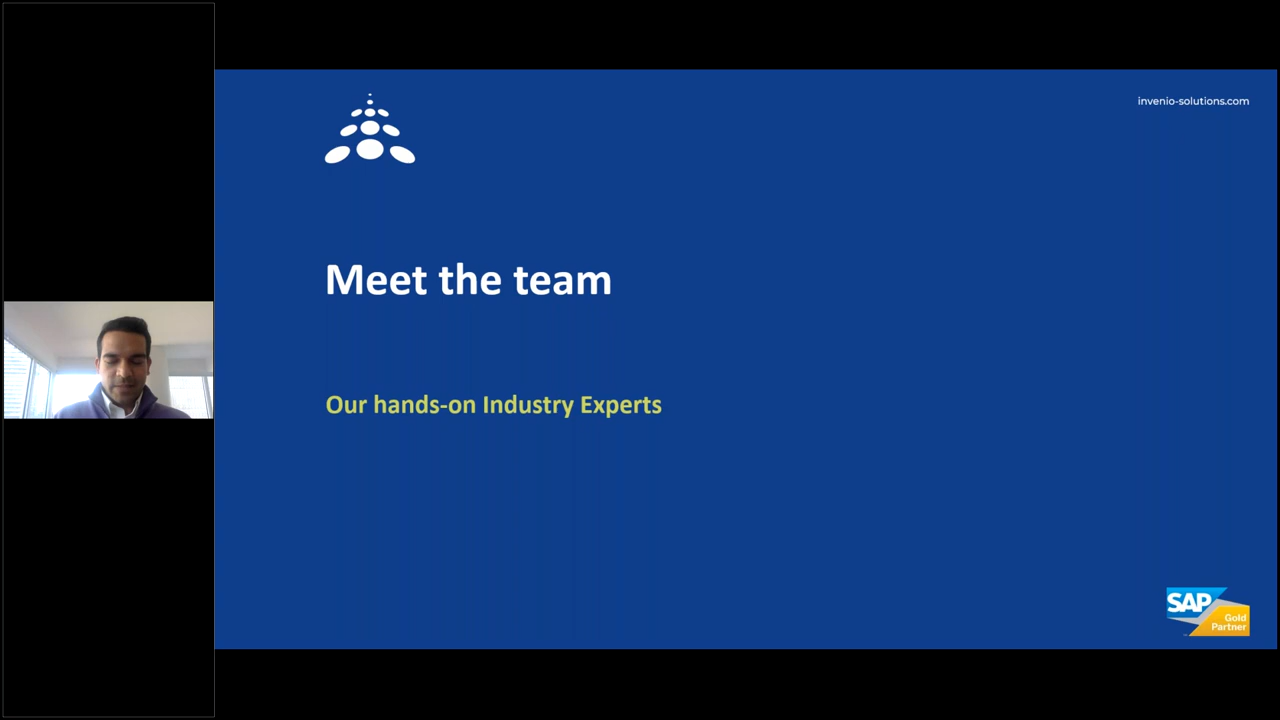 invenio-solutions.com
Meet the team
Our hands-on Industry Experts
SAP
Gold
Partner